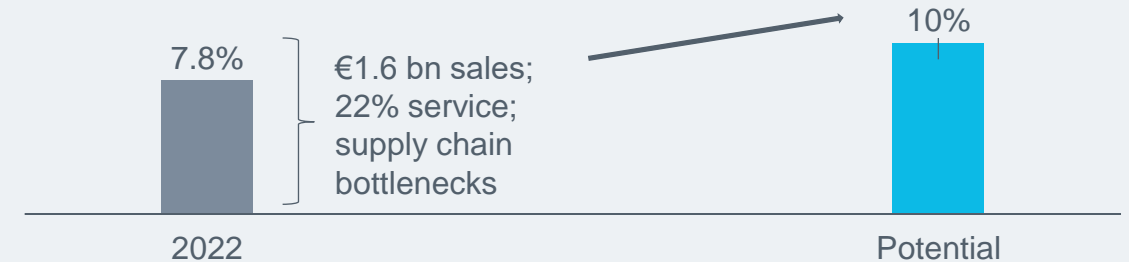 10%
7.8%
€1.6 bn sales;
22% service;
supply chain
bottlenecks
2022
Potential